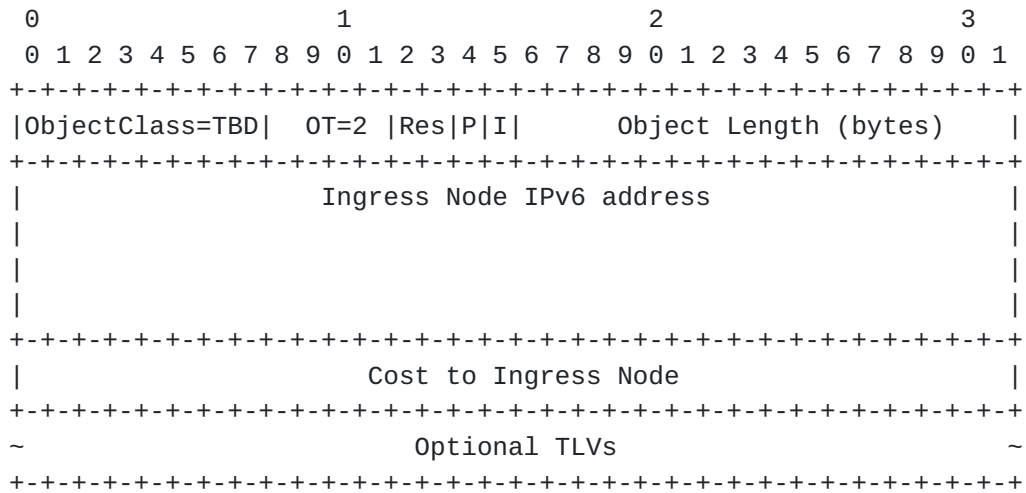 0                   1                   2                   3
 0 1 2 3 4 5 6 7 8 9 0 1 2 3 4 5 6 7 8 9 0 1 2 3 4 5 6 7 8 9 0 1
+-+-+-+-+-+-+-+-+-+-+-+-+-+-+-+-+-+-+-+-+-+-+-+-+-+-+-+-+-+-+-+-+
|ObjectClass=TBD|  OT=2 |Res|P|I|      Object Length (bytes)    |
+-+-+-+-+-+-+-+-+-+-+-+-+-+-+-+-+-+-+-+-+-+-+-+-+-+-+-+-+-+-+-+-+
|                   Ingress Node IPv6 address                   |
|                                                               |
|                                                               |
|                                                               |
+-+-+-+-+-+-+-+-+-+-+-+-+-+-+-+-+-+-+-+-+-+-+-+-+-+-+-+-+-+-+-+-+
|                      Cost to Ingress Node                     |
+-+-+-+-+-+-+-+-+-+-+-+-+-+-+-+-+-+-+-+-+-+-+-+-+-+-+-+-+-+-+-+-+
~                         Optional TLVs                         ~
+-+-+-+-+-+-+-+-+-+-+-+-+-+-+-+-+-+-+-+-+-+-+-+-+-+-+-+-+-+-+-+-+